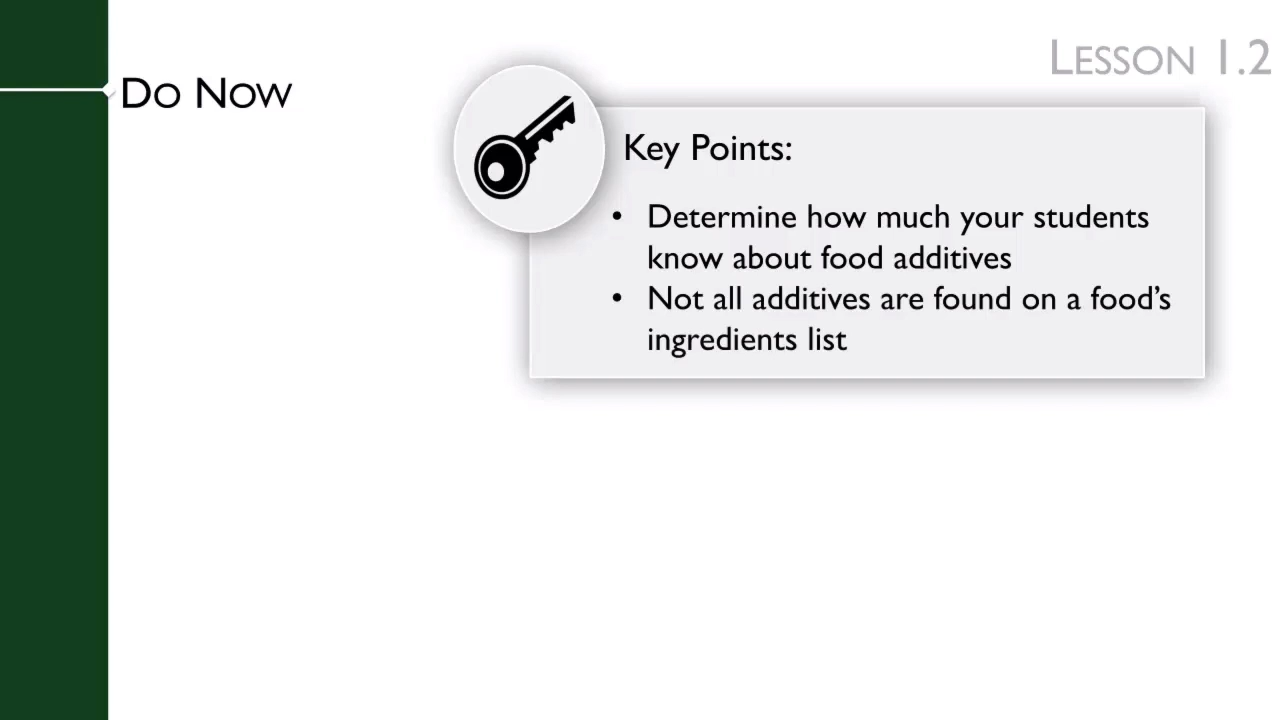 LESSON 1.2
Do Now
Key Points:
• Determine how much your students
know about food additives
• Not all additives are found on a food’s
ingredients list